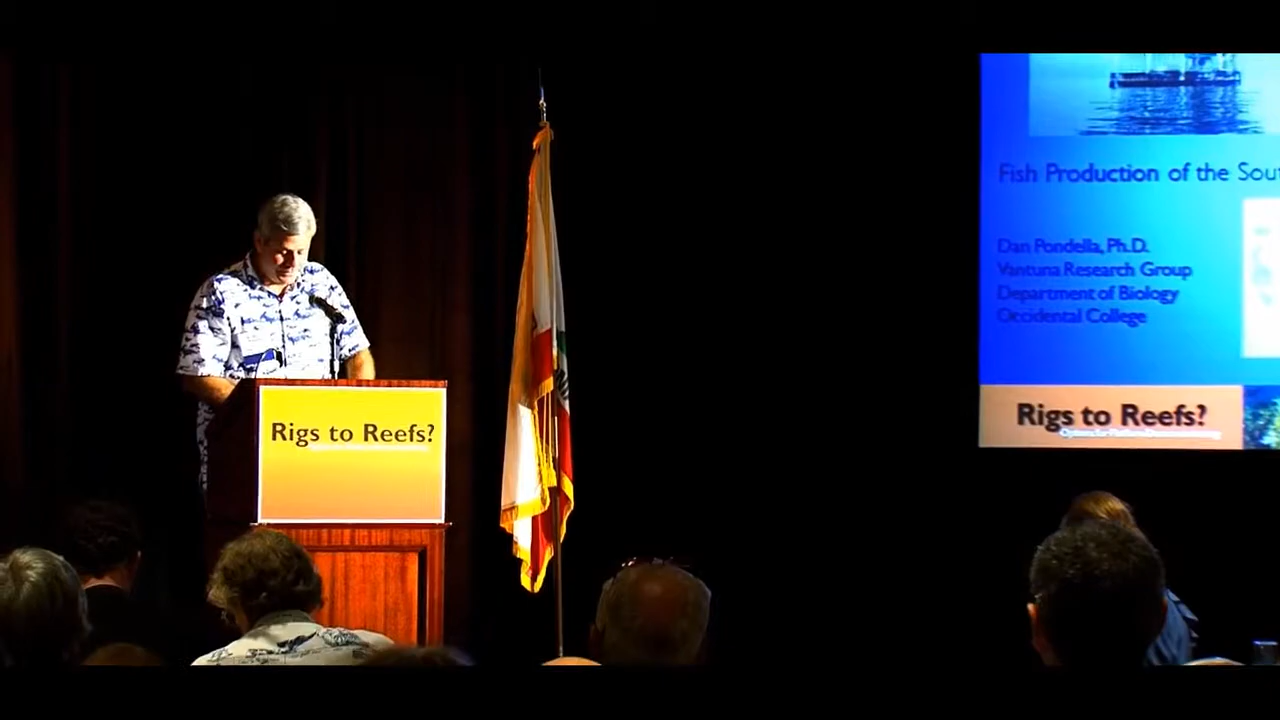 Rigs to Reefs?
Fish Production of the Sou
Dan Pondella, Ph.D.
Vantuna Research Group
Department of Biology
Occidental College
Rigs to Reefs?